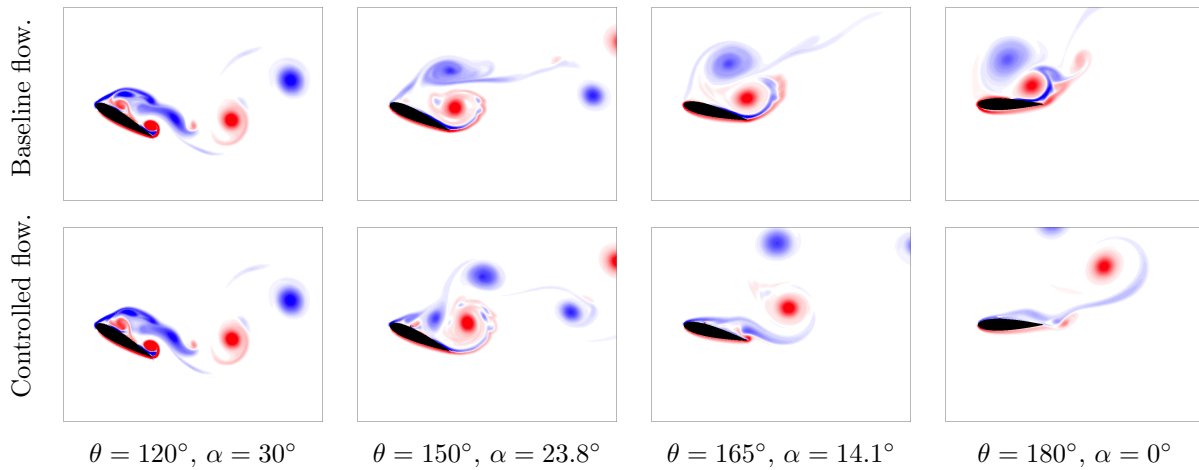 Baseline flow.
Controlled flow.
θ = 120°, α = 30°
θ = 150°, α = 23.8°
θ = 165°, α = 14.1°
θ = 180°, α = 0°